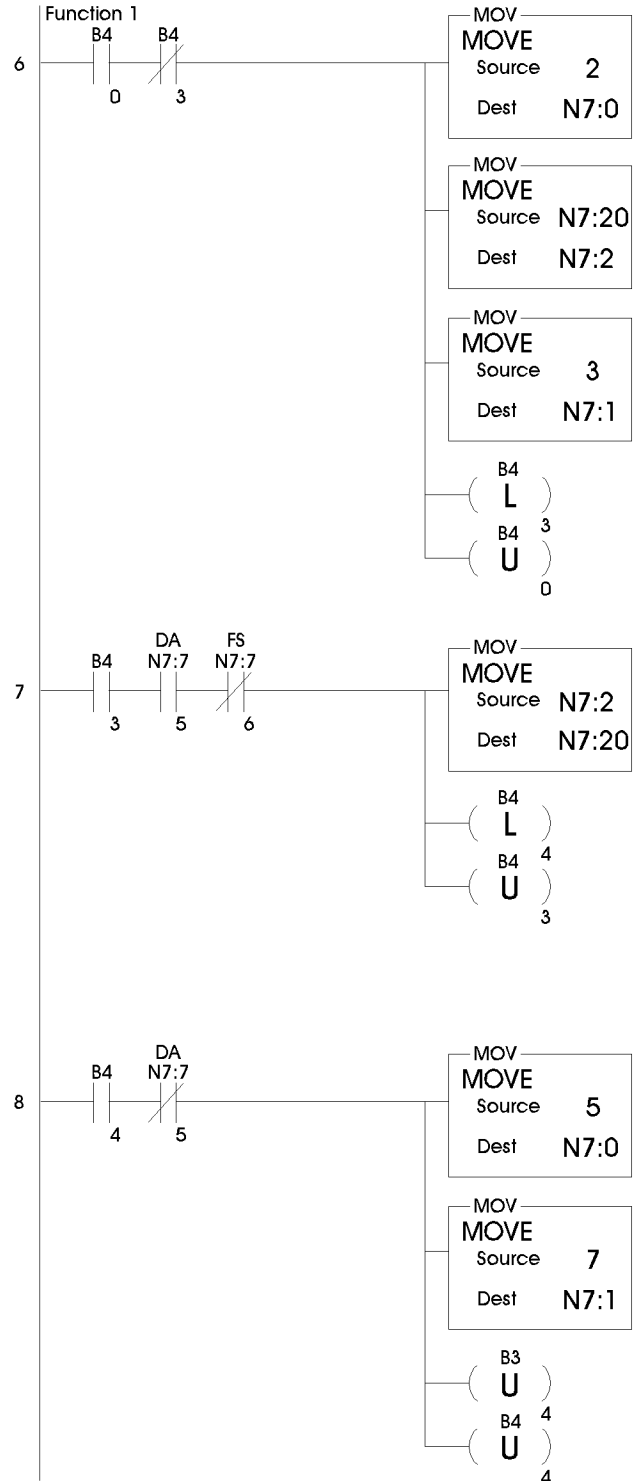 Function 1
B4 B4
6
0 3
MOV
MOVE
Source 2
Dest N7:0
MOV
MOVE
Source N7:20
Dest N7:2
MOV
MOVE
Source 3
Dest N7:1
B4
L
3
B4
U
0
DA FS
B4 N7:7 N7:7
7
3 5 6
MOV
MOVE
Source N7:2
Dest N7:20
B4
L
4
B4
U
3
DA
B4 N7:7
8
4 5
MOV
MOVE
Source 5
Dest N7:0
MOV
MOVE
Source 7
Dest N7:1
B3
U
4
B4
U
4